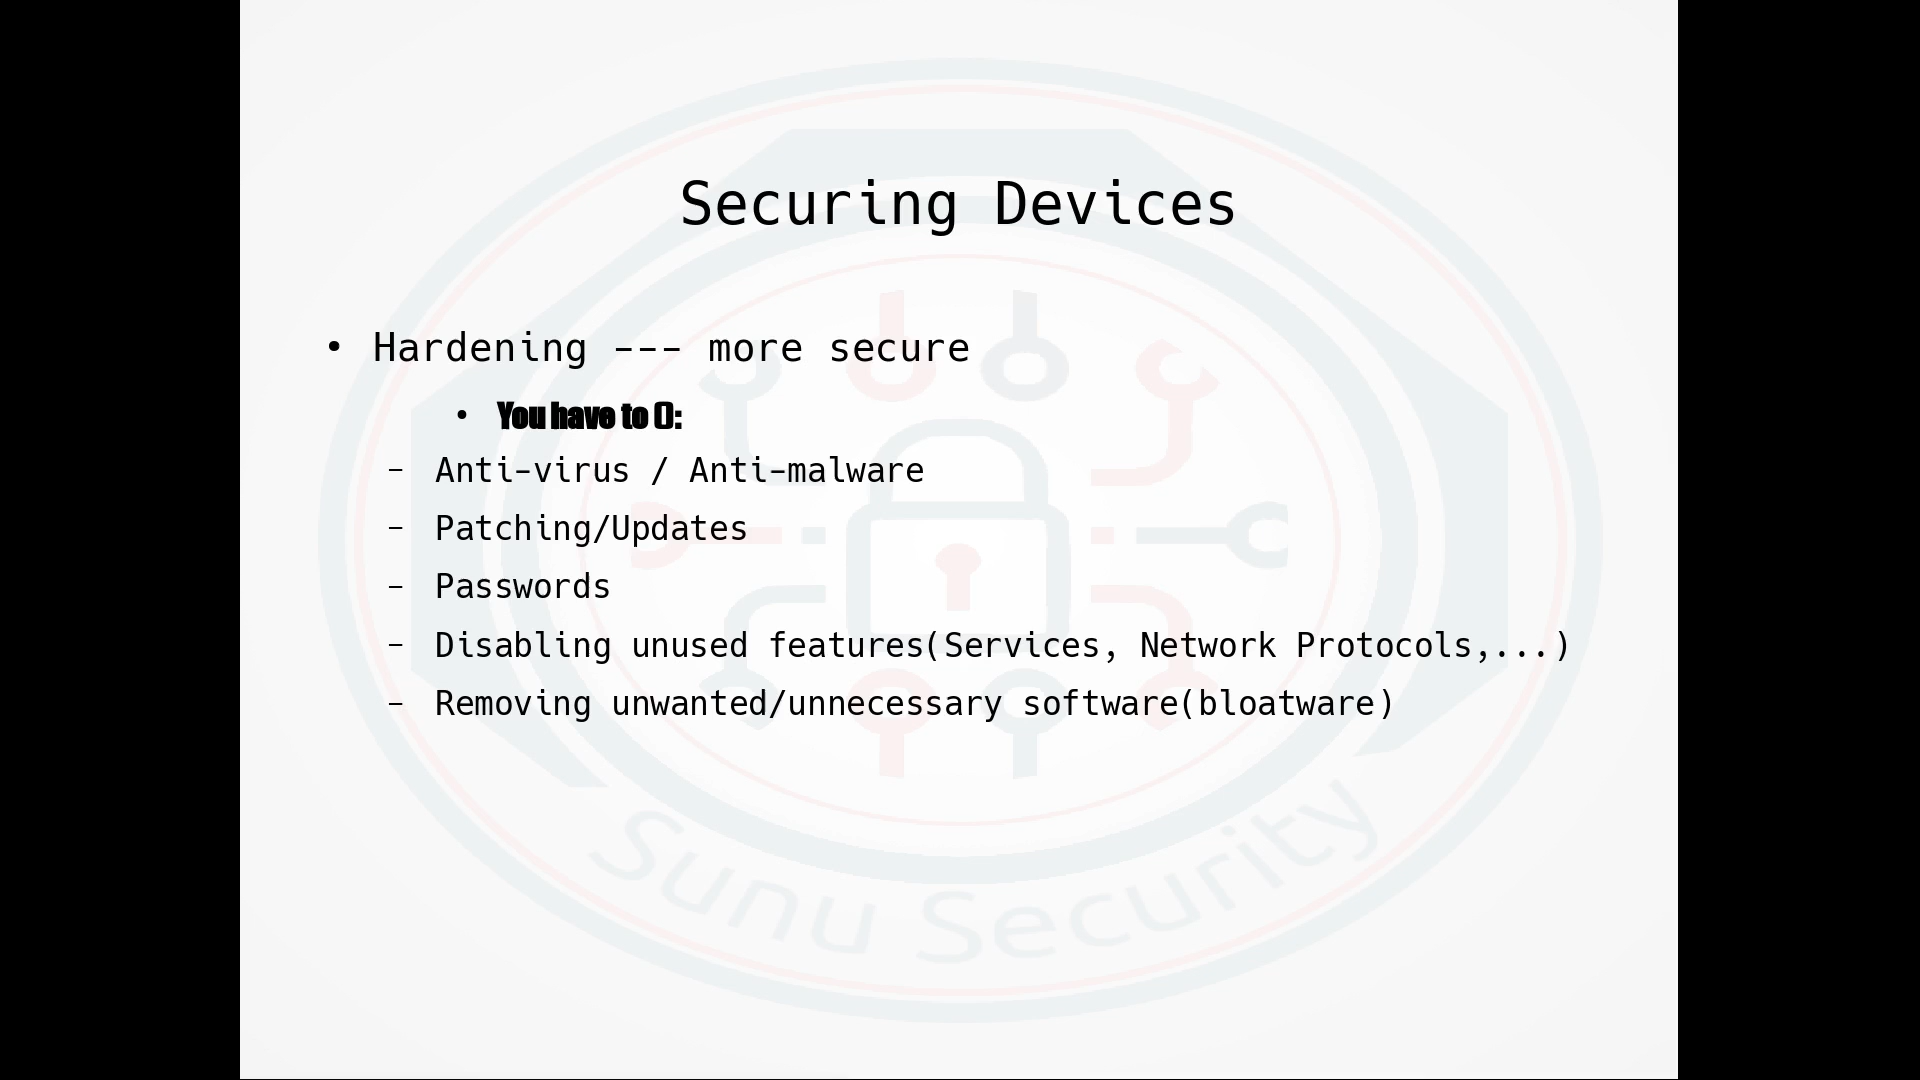 Securing Devices
• Hardening --- more secure
• You have to 0:
– Anti-virus / Anti-malware
– Patching/Updates
– Passwords
– Disabling unused features(Services, Network Protocols,...)
– Removing unwanted/unnecessary software(bloatware)
Sunu Security